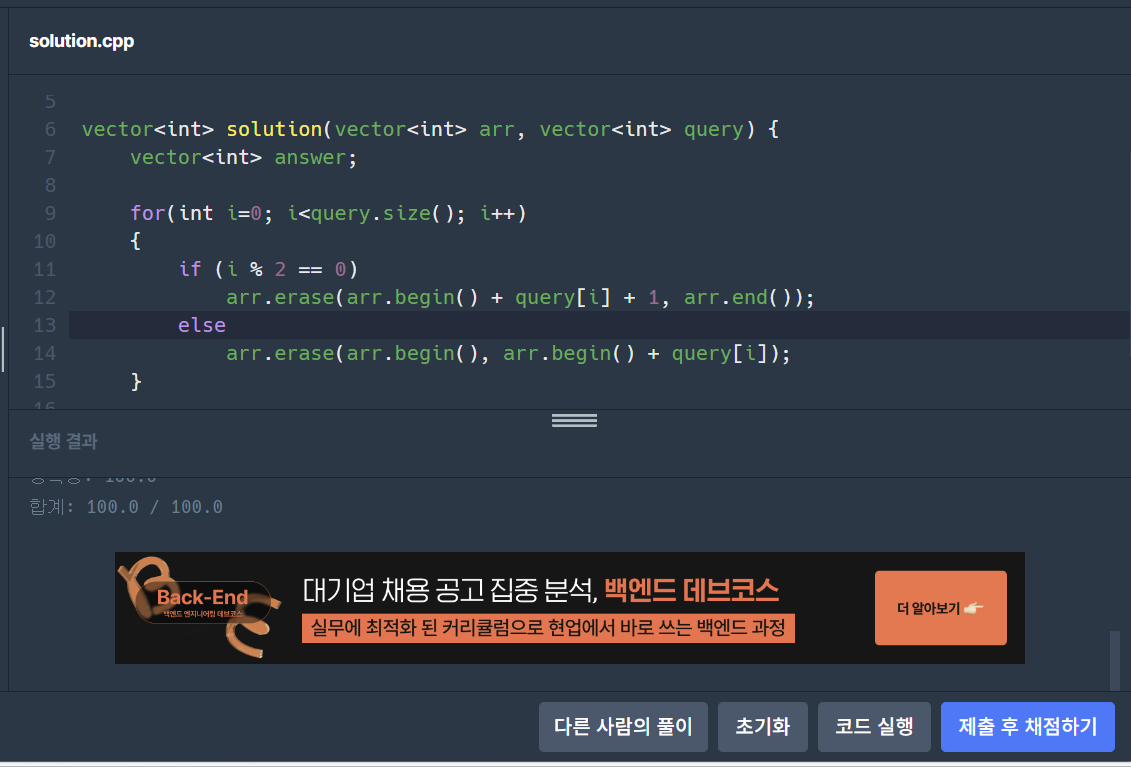 solution.cpp
5
6 vector<int> solution(vector<int> arr, vector<int> query) {
7 vector<int> answer;
8
9 for(int i=0; i<query.size(); i++)
10 {
11 if (i % 2 == 0)
12 arr.erase(arr.begin() + query[i] + 1, arr.end());
13 else
14 arr.erase(arr.begin(), arr.begin() + query[i]);
15 }
16
실행 결과
합계: 100.0 / 100.0
Back-End
백엔드 엔지니어링 데브코스
대기업 채용 공고 집중 분석, 백엔드 데브코스
실무에 최적화 된 커리큘럼으로 현업에서 바로 쓰는 백엔드 과정
더 알아보기 👉🏻
다른 사람의 풀이 초기화 코드 실행 제출 후 채점하기